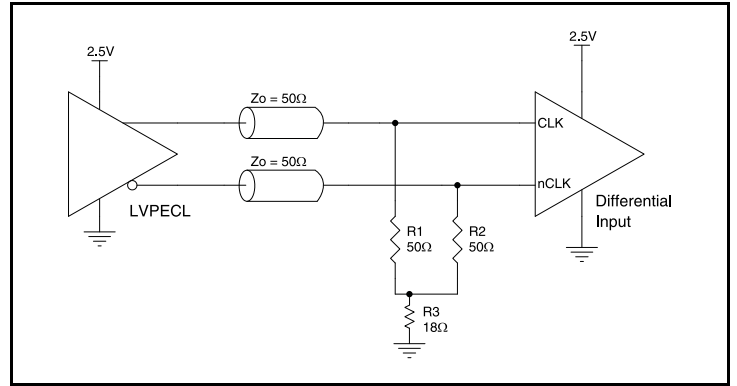 2.5V
2.5V
Zo = 50Ω
CLK
Zo = 50Ω
nCLK
LVPECL
Differential
Input
R1
50Ω
R2
50Ω
R3
18Ω